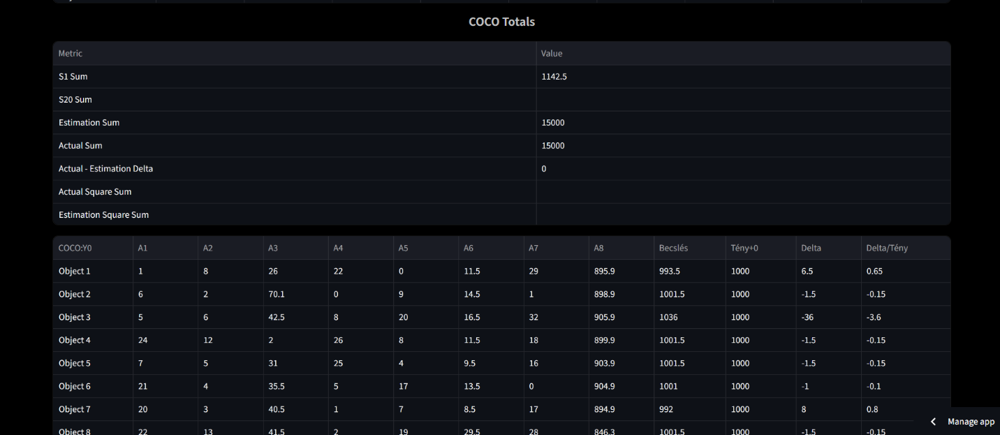 COCO Totals
Metric Value
S1 Sum 1142.5
S20 Sum
Estimation Sum 15000
Actual Sum 15000
Actual - Estimation Delta 0
Actual Square Sum
Estimation Square Sum
COCO:Y0 A1 A2 A3 A4 A5 A6 A7 A8 Becslés Tény+0 Delta Delta/Tény
Object 1 1 8 26 22 0 11.5 29 895.9 993.5 1000 6.5 0.65
Object 2 6 2 70.1 0 9 14.5 1 898.9 1001.5 1000 -1.5 -0.15
Object 3 5 6 42.5 8 20 16.5 32 905.9 1036 1000 -36 -3.6
Object 4 24 12 2 26 8 11.5 18 899.9 1001.5 1000 -1.5 -0.15
Object 5 7 5 31 25 4 9.5 16 903.9 1001.5 1000 -1.5 -0.15
Object 6 21 4 35.5 5 17 13.5 0 904.9 1001 1000 -1 -0.1
Object 7 20 3 40.5 1 7 8.5 17 894.9 992 1000 8 0.8
Object 8 22 13 41.5 2 19 29.5 28 846.3 1001.5 1000 -1.5 -0.15
Manage app